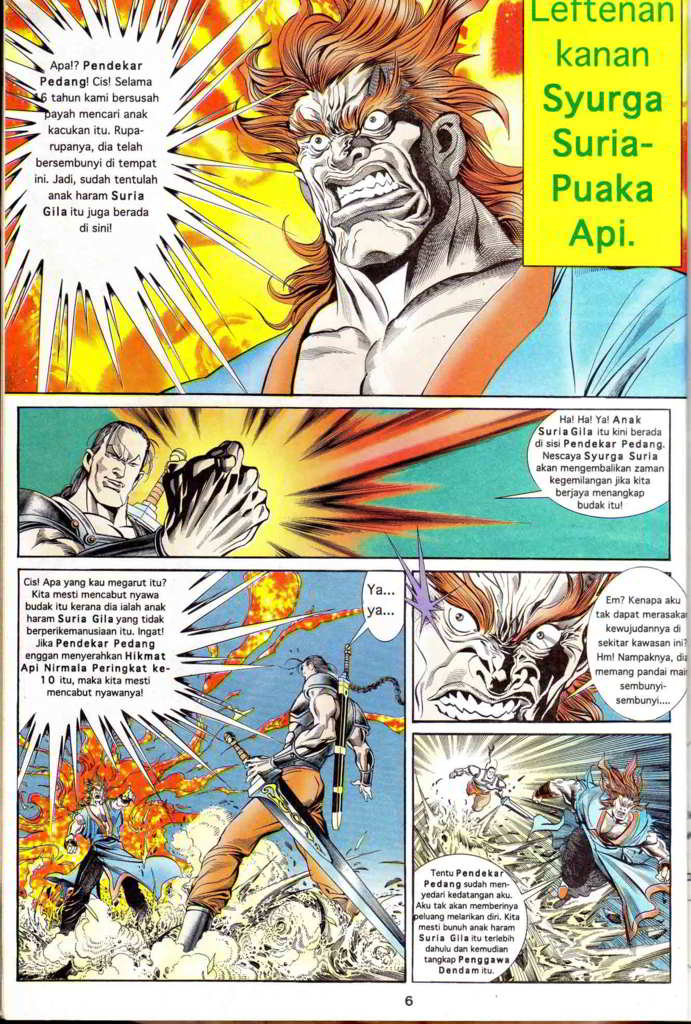 Apa!? Pendekar
Pedang! Cis! Selama
16 tahun kami bersusah
payah mencari anak
kacukan itu. Rupa-
rupanya, dia telah
bersembunyi di tempat
ini. Jadi, sudah tentulah
anak haram Suria
Gila itu juga berada
di sini!
Leftenan
kanan
Syurga
Suria-
Puaka
Api.
Ha! Ha! Ya! Anak
Suria Gila itu kini berada
di sisi Pendekar Pedang.
Nescaya Syurga Suria
akan mengembalikan zaman
kegemilangan jika kita
berjaya menangkap
budak itu!
Cis! Apa yang kau megarut itu?
Kita mesti mencabut nyawa
budak itu kerana dia ialah anak
haram Suria Gila yang tidak
berperikemanusiaan itu. Ingat!
Jika Pendekar Pedang
enggan menyerahkan Hikmat
Api Nirmala Peringkat ke-
10 itu, maka kita mesti
mencabut nyawanya!
Ya...
ya...
Em? Kenapa aku
tak dapat merasakan
kewujudannya di
sekitar kawasan ini?
Hm! Nampaknya, dia
memang pandai main
sembunyi-
sembunyi....
Tentu Pendekar
Pedang sudah men-
yedari kedatangan aku.
Aku tak akan memberinya
peluang melarikan diri. Kita
mesti bunuh anak haram
Suria Gila itu terlebih
dahulu dan kemudian
tangkap Penggawa
Dendam itu.
6